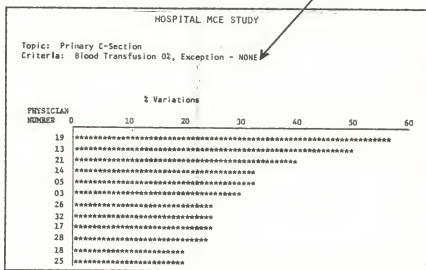 HOSPITAL MCE STUDY
Topic: Primary C-Section
Criteria: Blood Transfusion 0%, Exception - NONE
% Variations
PHYSICIAN
NUMBER 0 10 20 30 40 50 60
19
13
21
14
05
03
26
32
17
28
18
25